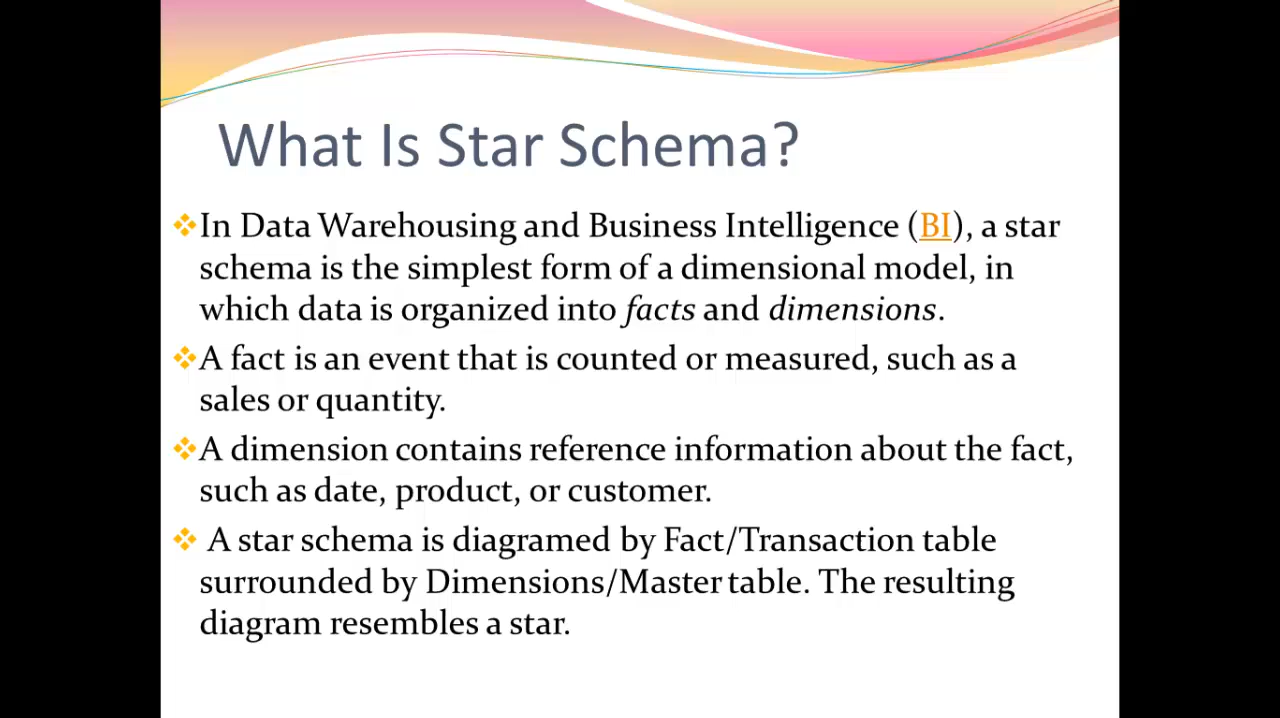 What Is Star Schema?
In Data Warehousing and Business Intelligence (BI), a star
schema is the simplest form of a dimensional model, in
which data is organized into facts and dimensions.
A fact is an event that is counted or measured, such as a
sales or quantity.
A dimension contains reference information about the fact,
such as date, product, or customer.
A star schema is diagramed by Fact/Transaction table
surrounded by Dimensions/Master table. The resulting
diagram resembles a star.